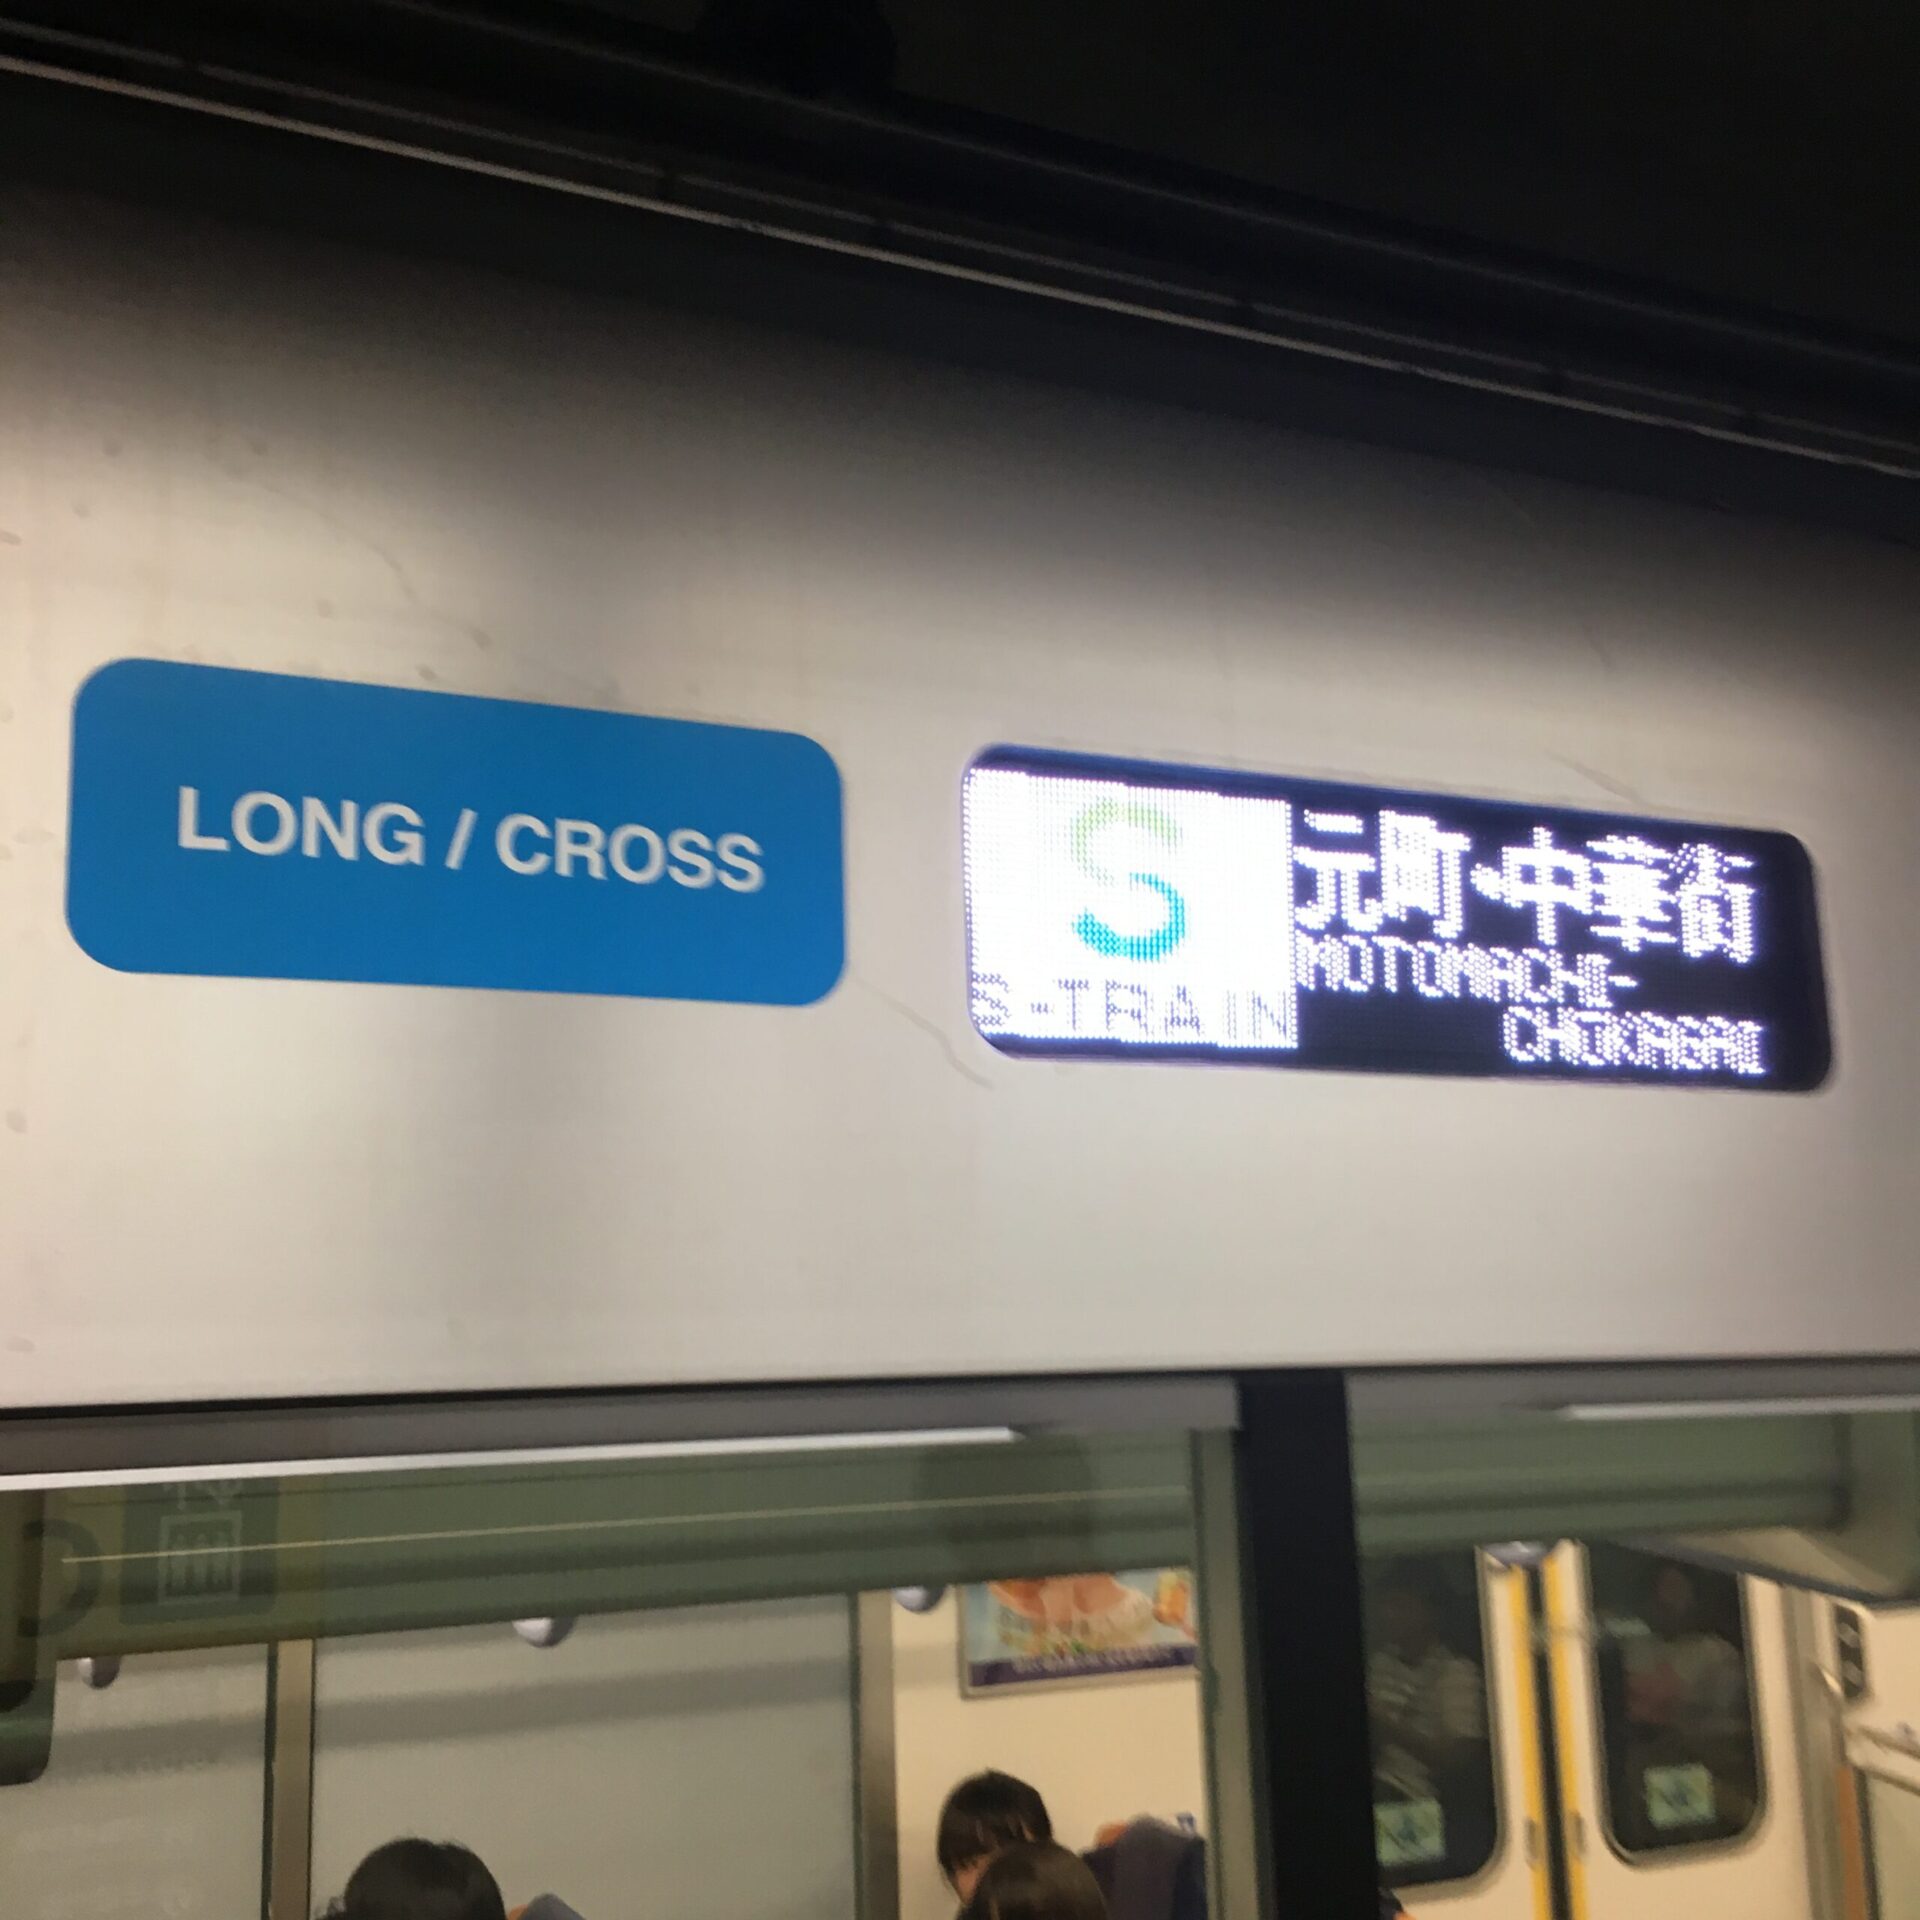 LONG / CROSS
S
S-TRAIN
元町・中華街
MOTOMACHI-
CHUKAGAI